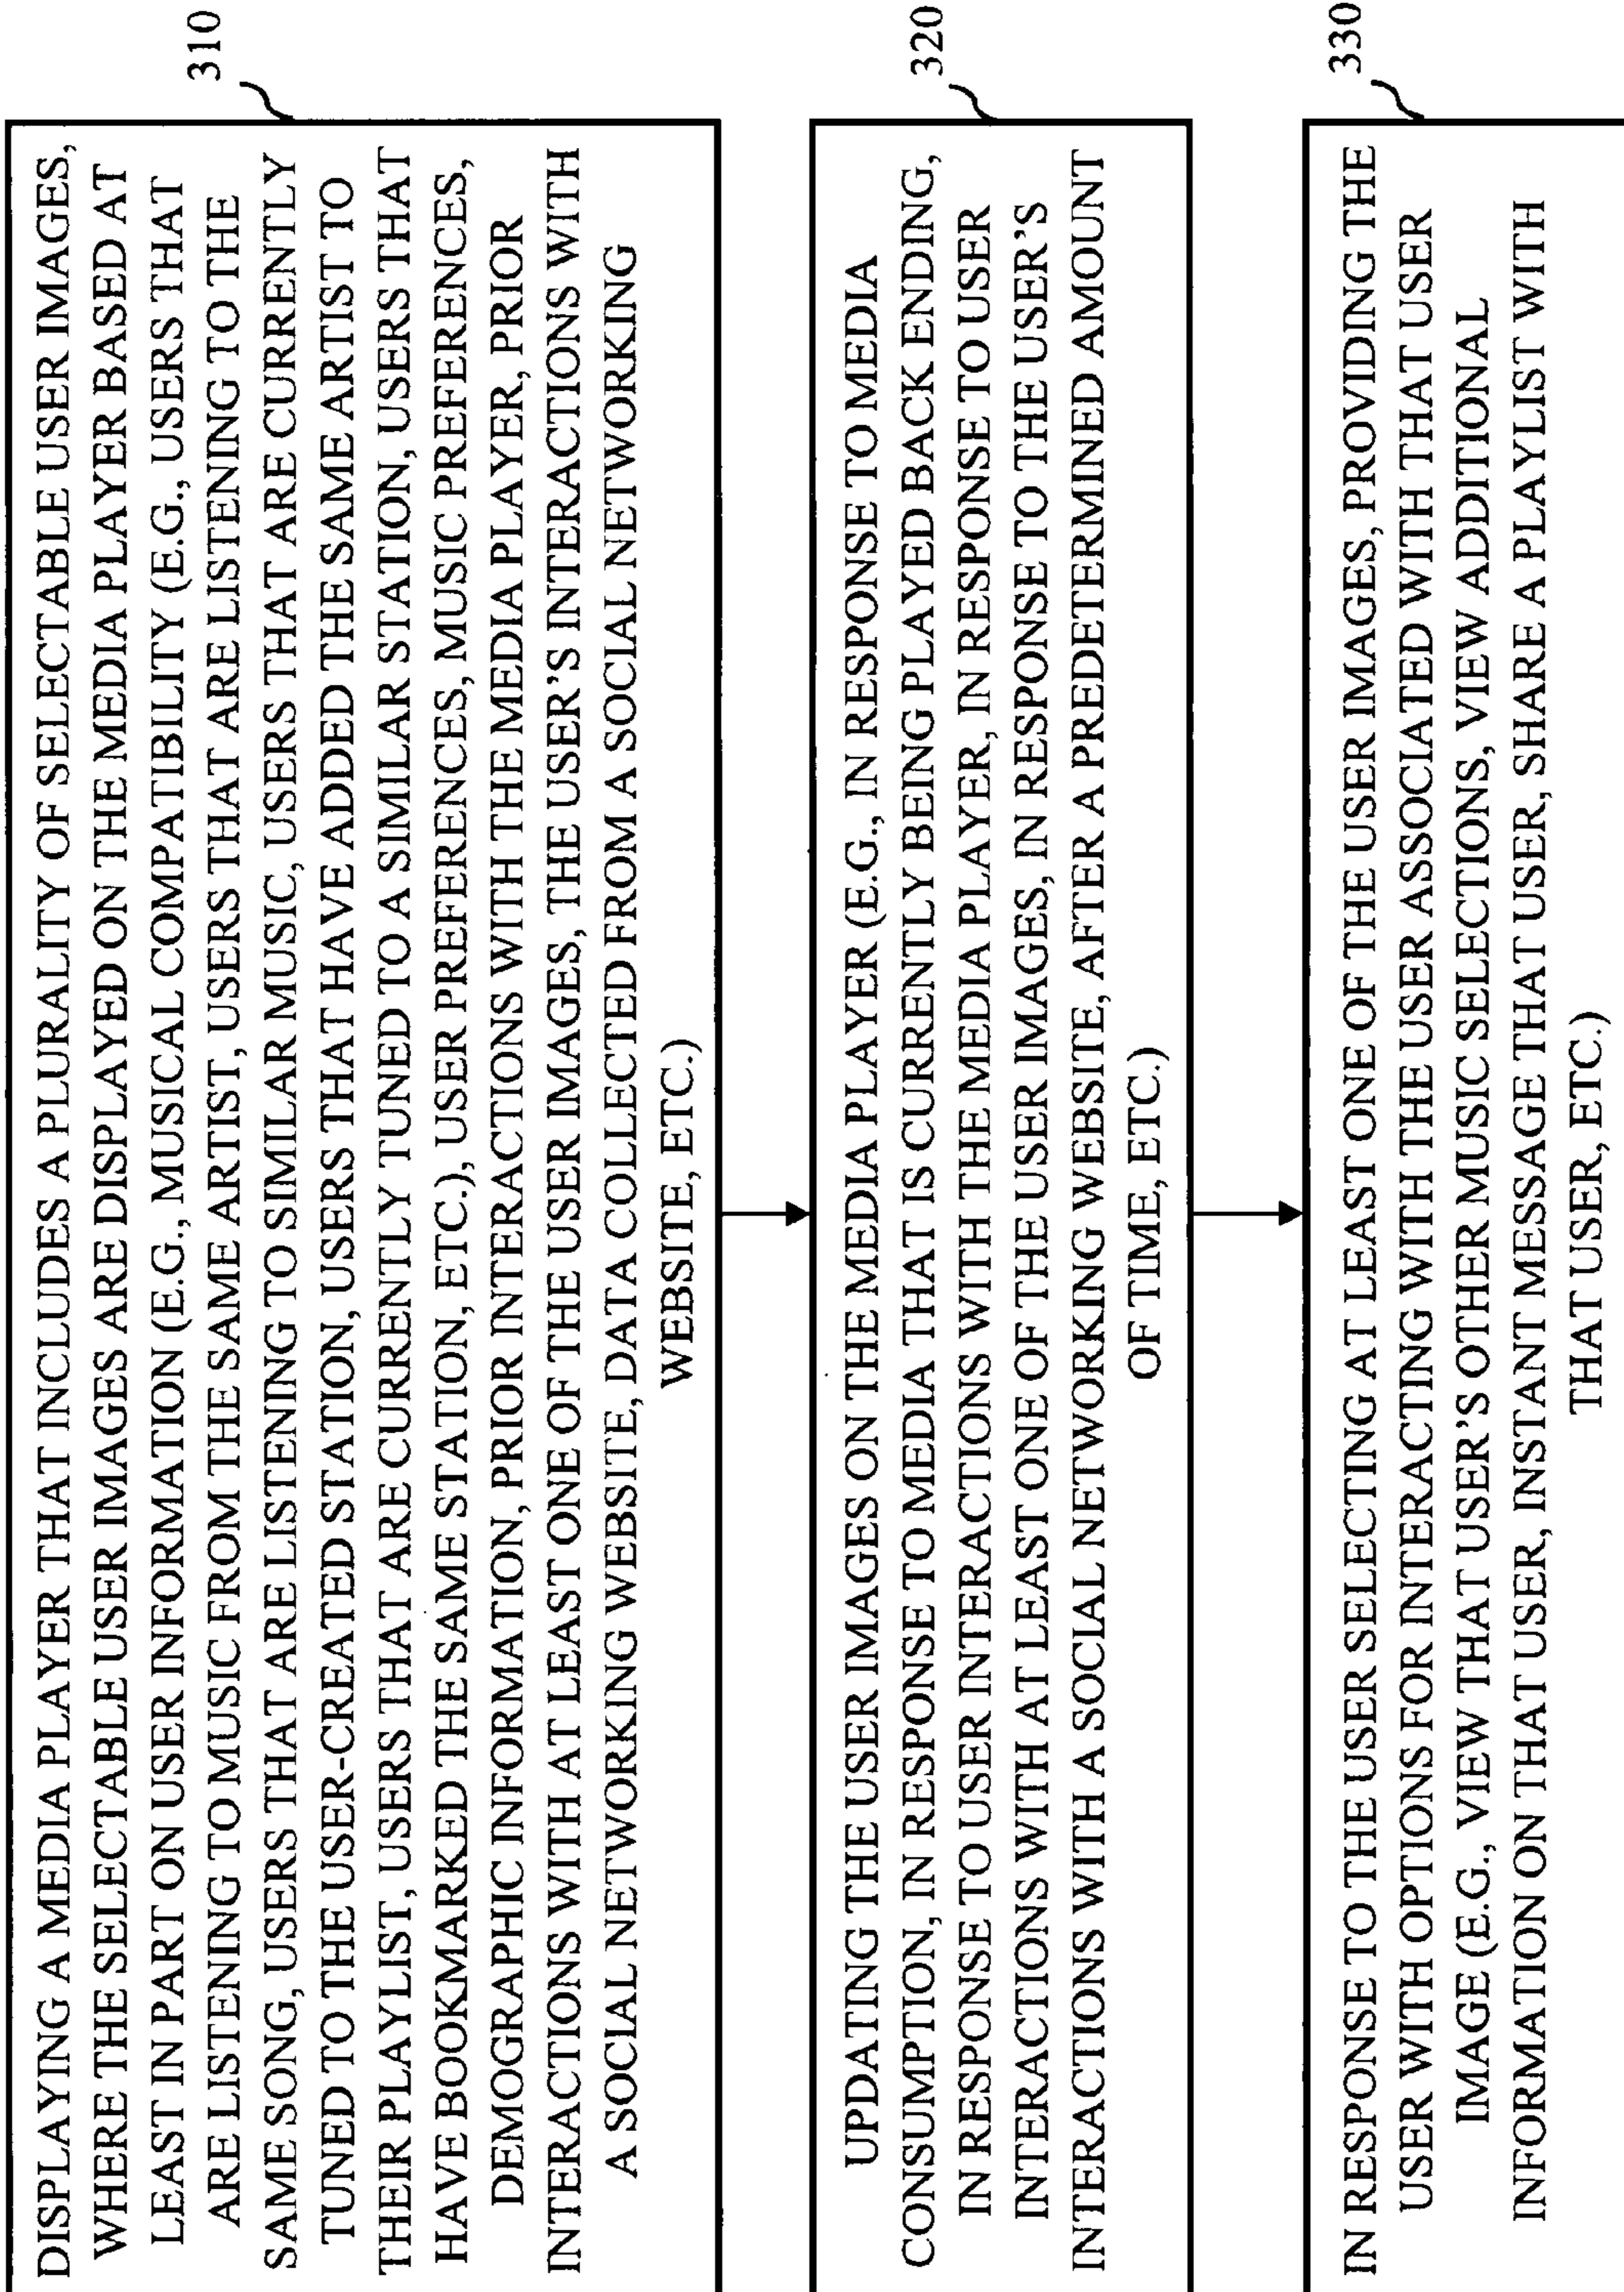 DISPLAYING A MEDIA PLAYER THAT INCLUDES A PLURALITY OF SELECTABLE USER IMAGES,
WHERE THE SELECTABLE USER IMAGES ARE DISPLAYED ON THE MEDIA PLAYER BASED AT
LEAST IN PART ON USER INFORMATION (E.G., MUSICAL COMPATIBILITY (E.G., USERS THAT
ARE LISTENING TO MUSIC FROM THE SAME ARTIST, USERS THAT ARE LISTENING TO THE
SAME SONG, USERS THAT ARE LISTENING TO SIMILAR MUSIC, USERS THAT ARE CURRENTLY
TUNED TO THE USER-CREATED STATION, USERS THAT HAVE ADDED THE SAME ARTIST TO
THEIR PLAYLIST, USERS THAT ARE CURRENTLY TUNED TO A SIMILAR STATION, USERS THAT
HAVE BOOKMARKED THE SAME STATION, ETC.), USER PREFERENCES, MUSIC PREFERENCES,
DEMOGRAPHIC INFORMATION, PRIOR INTERACTIONS WITH THE MEDIA PLAYER, PRIOR
INTERACTIONS WITH AT LEAST ONE OF THE USER IMAGES, THE USER'S INTERACTIONS WITH
A SOCIAL NETWORKING WEBSITE, DATA COLLECTED FROM A SOCIAL NETWORKING
WEBSITE, ETC.)
310
UPDATING THE USER IMAGES ON THE MEDIA PLAYER (E.G., IN RESPONSE TO MEDIA
CONSUMPTION, IN RESPONSE TO MEDIA THAT IS CURRENTLY BEING PLAYED BACK ENDING,
IN RESPONSE TO USER INTERACTIONS WITH THE MEDIA PLAYER, IN RESPONSE TO USER
INTERACTIONS WITH AT LEAST ONE OF THE USER IMAGES, IN RESPONSE TO THE USER'S
INTERACTIONS WITH A SOCIAL NETWORKING WEBSITE, AFTER A PREDETERMINED AMOUNT
OF TIME, ETC.)
320
IN RESPONSE TO THE USER SELECTING AT LEAST ONE OF THE USER IMAGES, PROVIDING THE
USER WITH OPTIONS FOR INTERACTING WITH THE USER ASSOCIATED WITH THAT USER
IMAGE (E.G., VIEW THAT USER'S OTHER MUSIC SELECTIONS, VIEW ADDITIONAL
INFORMATION ON THAT USER, INSTANT MESSAGE THAT USER, SHARE A PLAYLIST WITH
THAT USER, ETC.)
330